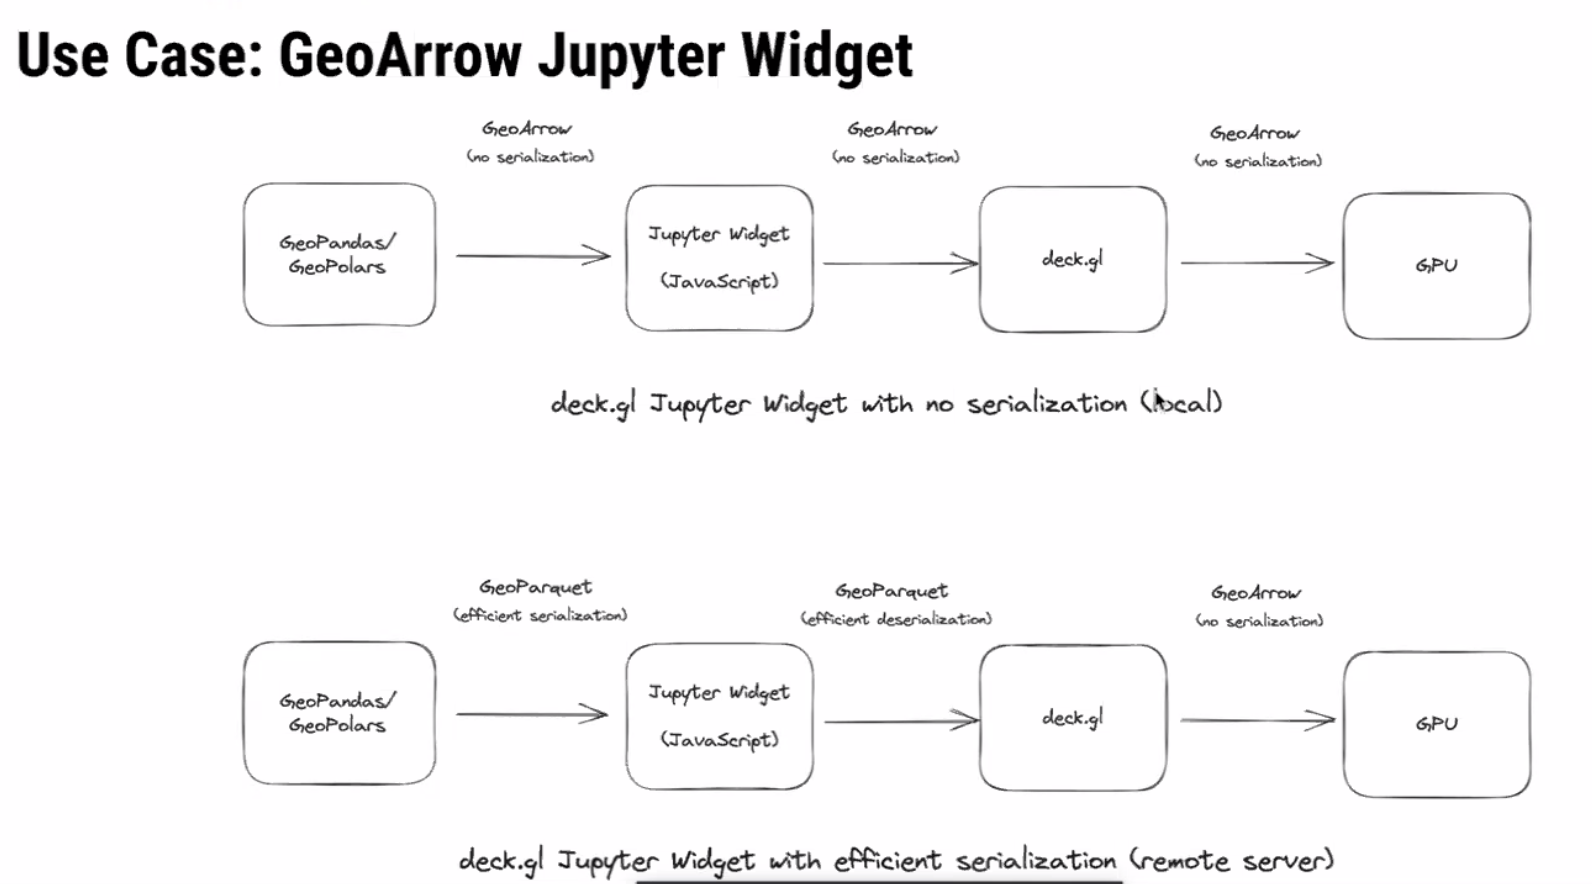 Use Case: GeoArrow Jupyter Widget
GeoArrow
(no serialization)
GeoArrow
(no serialization)
GeoArrow
(no serialization)
GeoPandas/
GeoPolars
Jupyter Widget
(JavaScript)
deck.gl
GPU
deck.gl Jupyter Widget with no serialization (local)
GeoParquet
(efficient serialization)
GeoParquet
(efficient deserialization)
GeoArrow
(no serialization)
GeoPandas/
GeoPolars
Jupyter Widget
(JavaScript)
deck.gl
GPU
deck.gl Jupyter Widget with efficient serialization (remote server)